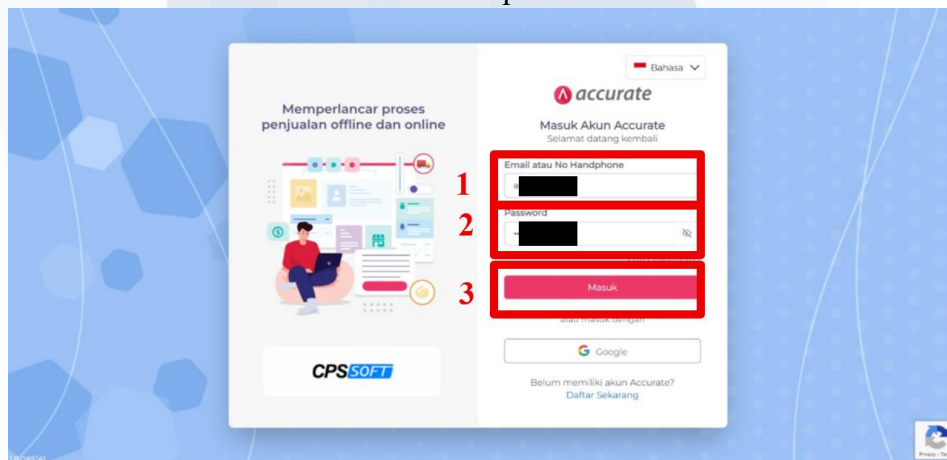 Bahasa
accurate
Memperlancar proses
penjualan offline dan online
Masuk Akun Accurate
Selamat datang kembali
Email atau No Handphone
1
a
Password
2
Masuk
3
atau masuk dengan
Google
CPSSOFT
Belum memiliki akun Accurate?
Daftar Sekarang